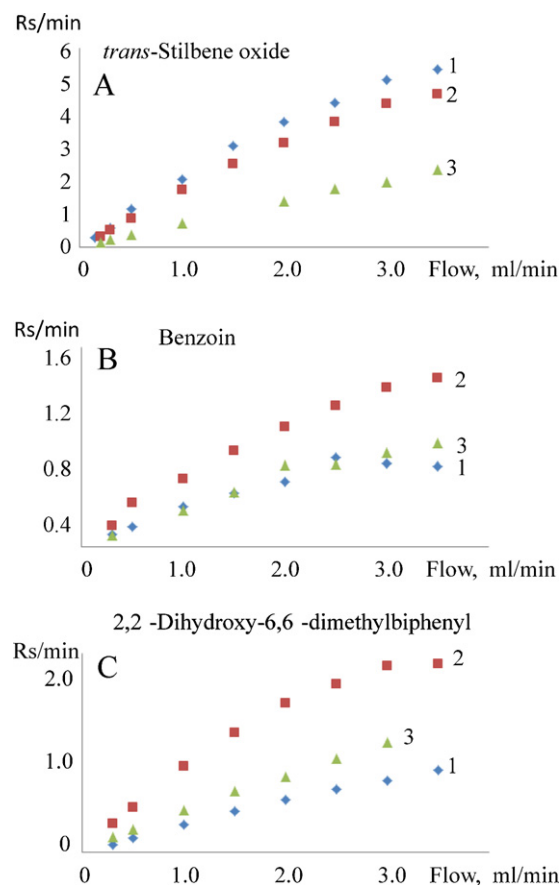 Rs/min
trans-Stilbene oxide
A
6
5
4
3
2
1
0
1
2
3
0 1.0 2.0 3.0 Flow, ml/min
Rs/min
Benzoin
B
1.6
1.2
0.8
0.4
2
3
1
0 1.0 2.0 3.0 Flow, ml/min
2,2 -Dihydroxy-6,6 -dimethylbiphenyl
Rs/min
C
2.0
1.0
0
2
3
1
0 1.0 2.0 3.0 Flow, ml/min